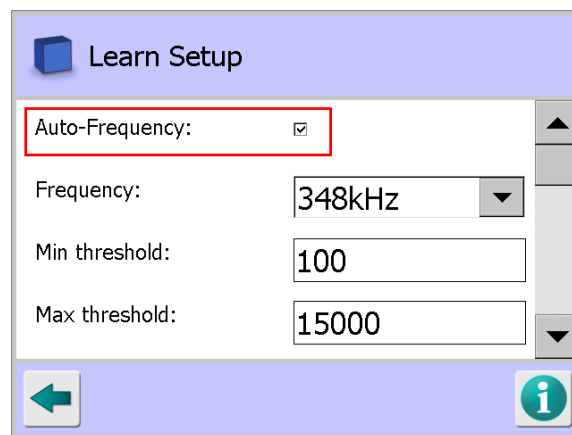 Learn Setup
Auto-Frequency:
Frequency: 348kHz
Min threshold: 100
Max threshold: 15000
i